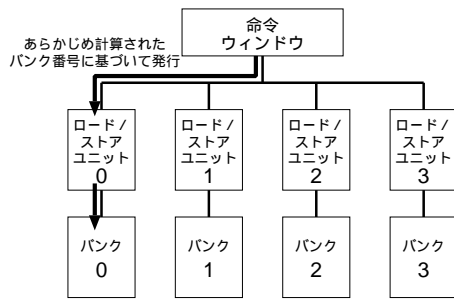 命令
ウィンドウ
あらかじめ計算された
バンク番号に基づいて発行
ロード/
ストア
ユニット
0
ロード/
ストア
ユニット
1
ロード/
ストア
ユニット
2
ロード/
ストア
ユニット
3
バンク
0
バンク
1
バンク
2
バンク
3